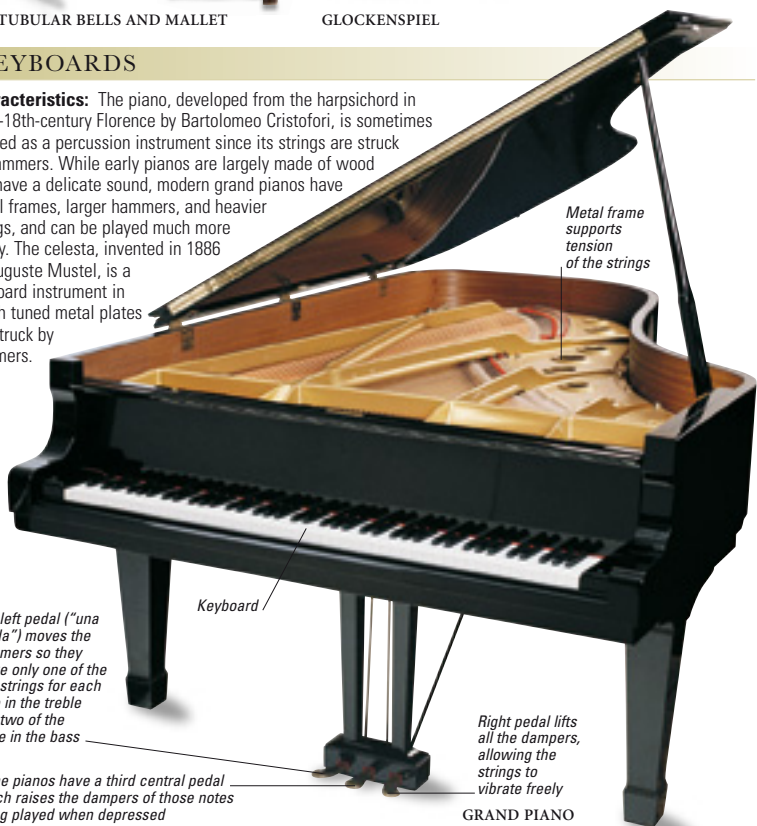 TUBULAR BELLS AND MALLET
GLOCKENSPIEL
EYBOARDS
racteristics: The piano, developed from the harpsichord in
-18th-century Florence by Bartolomeo Cristofori, is sometimes
ed as a percussion instrument since its strings are struck
ammers. While early pianos are largely made of wood
have a delicate sound, modern grand pianos have
l frames, larger hammers, and heavier
gs, and can be played much more
y. The celesta, invented in 1886
uguste Mustel, is a
oard instrument in
h tuned metal plates
truck by
mers.
Metal frame
supports
tension
of the strings
Keyboard
left pedal ("una
da") moves the
mers so they
e only one of the
strings for each
in the treble
two of the
e in the bass
Right pedal lifts
all the dampers,
allowing the
strings to
vibrate freely
ne pianos have a third central pedal
ch raises the dampers of those notes
ng played when depressed
GRAND PIANO